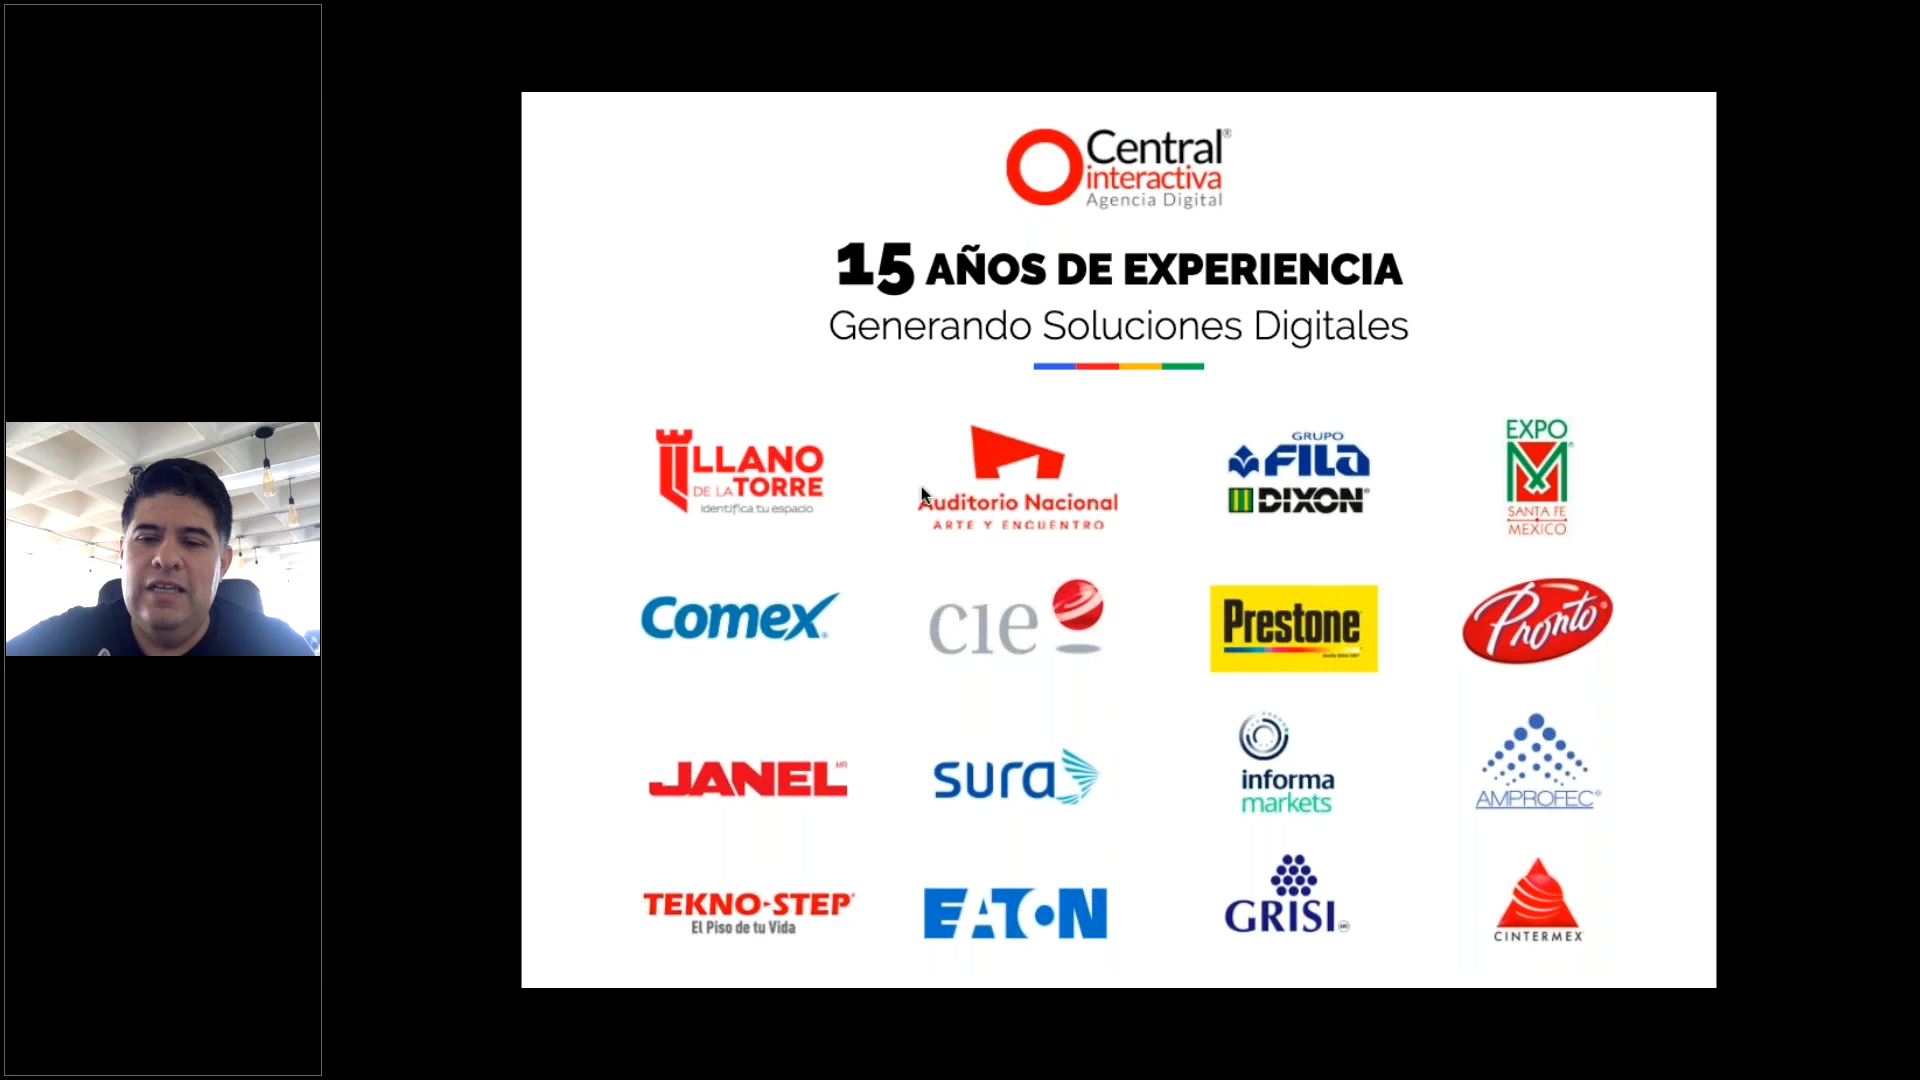 Central®
interactiva
Agencia Digital
15 AÑOS DE EXPERIENCIA
Generando Soluciones Digitales
LLANO
DE LA TORRE
identifica tu espacio
Auditorio Nacional
ARTE Y ENCUENTRO
GRUPO
FILA
DIXON®
EXPO
SANTA FE
MEXICO
Comex®
cie
Prestone
Pronto®
JANEL MR
sura
informa
markets
AMPROFEC®
TEKNO-STEP®
El Piso de tu Vida
EATON
GRISI
CINTERMEX